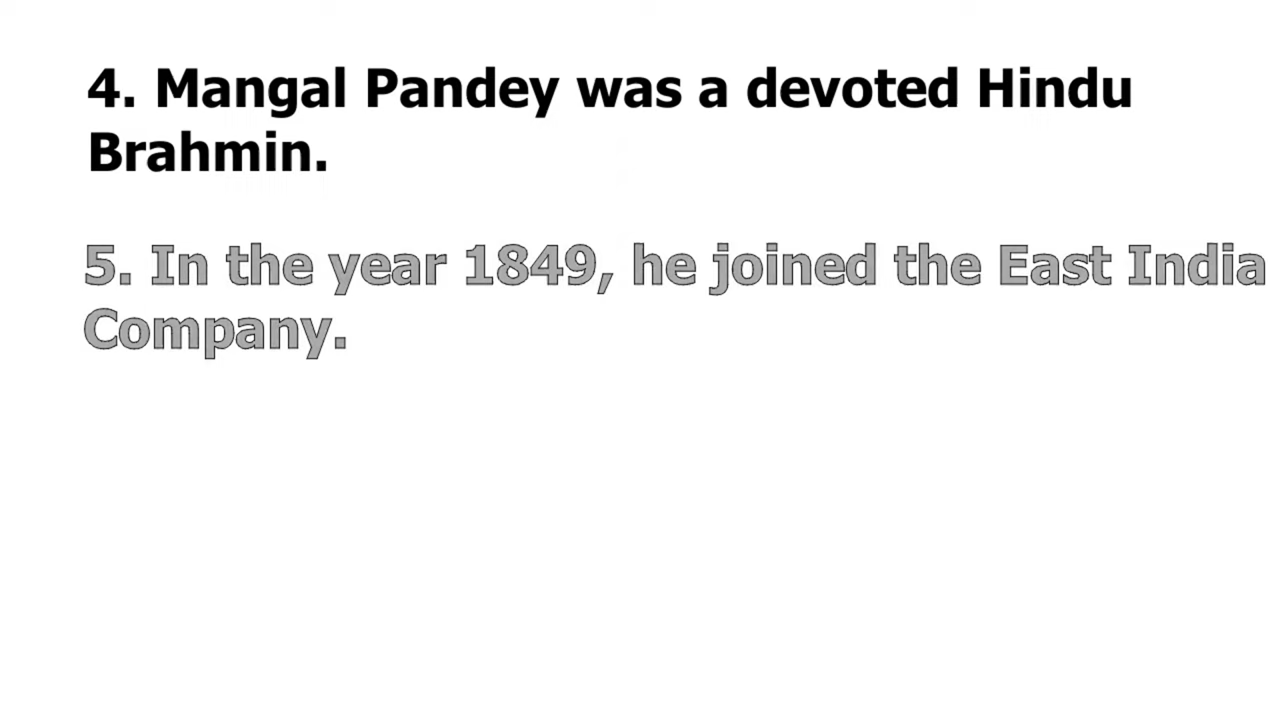 4. Mangal Pandey was a devoted Hindu
Brahmin.
5. In the year 1849, he joined the East India
Company.